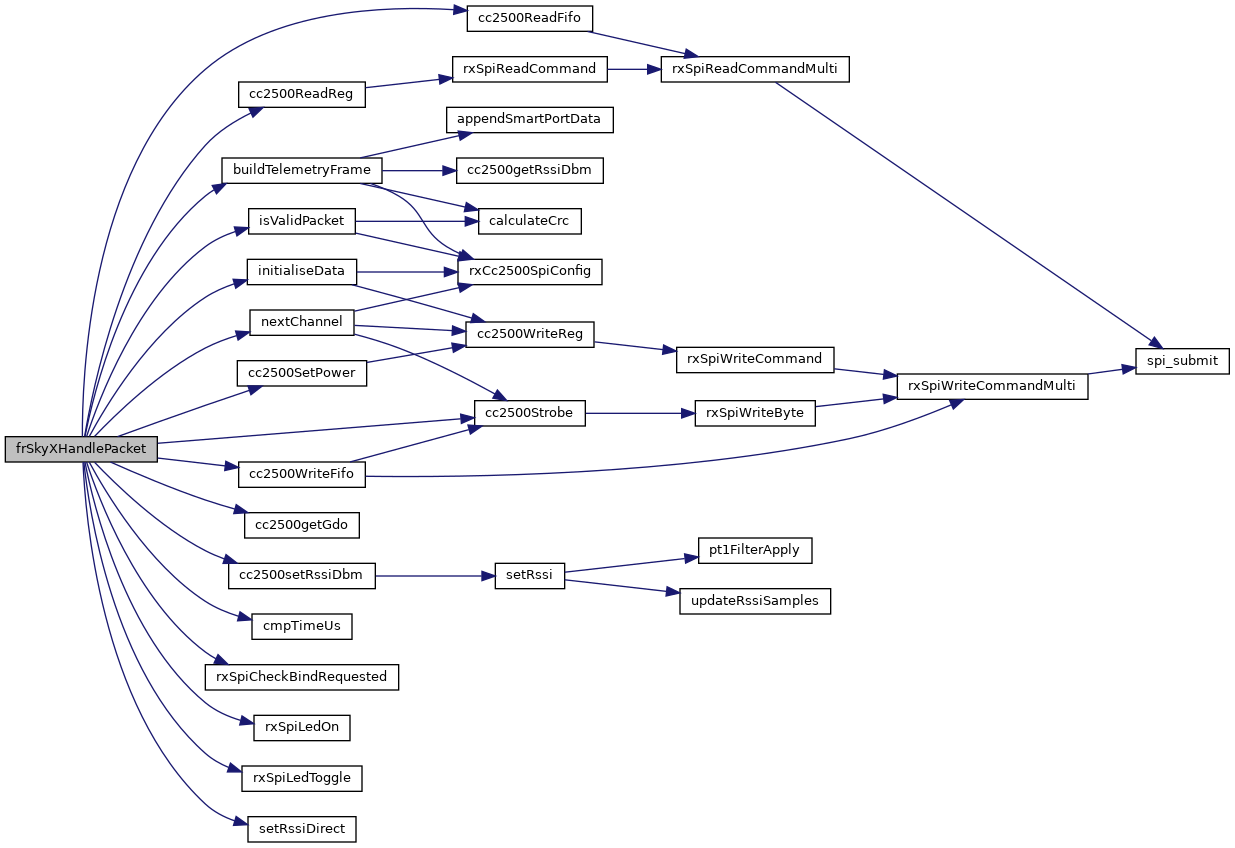 cc2500ReadFifo
rxSpiReadCommand
rxSpiReadCommandMulti
cc2500ReadReg
appendSmartPortData
buildTelemetryFrame
cc2500getRssiDbm
isValidPacket
calculateCrc
initialiseData
rxCc2500SpiConfig
nextChannel
cc2500WriteReg
rxSpiWriteCommand
spi_submit
cc2500SetPower
rxSpiWriteCommandMulti
cc2500Strobe
rxSpiWriteByte
frSkyXHandlePacket
cc2500WriteFifo
cc2500getGdo
pt1FilterApply
cc2500setRssiDbm
setRssi
updateRssiSamples
cmpTimeUs
rxSpiCheckBindRequested
rxSpiLedOn
rxSpiLedToggle
setRssiDirect